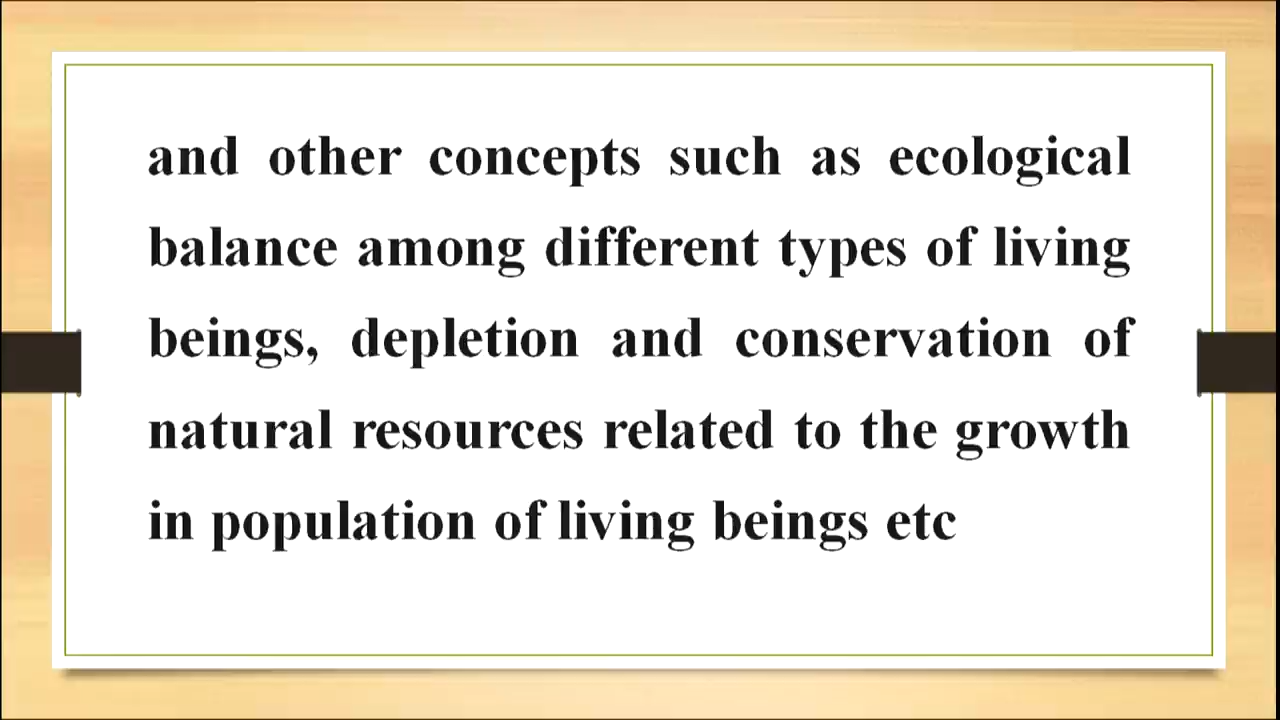 and other concepts such as ecological
balance among different types of living
beings, depletion and conservation of
natural resources related to the growth
in population of living beings etc